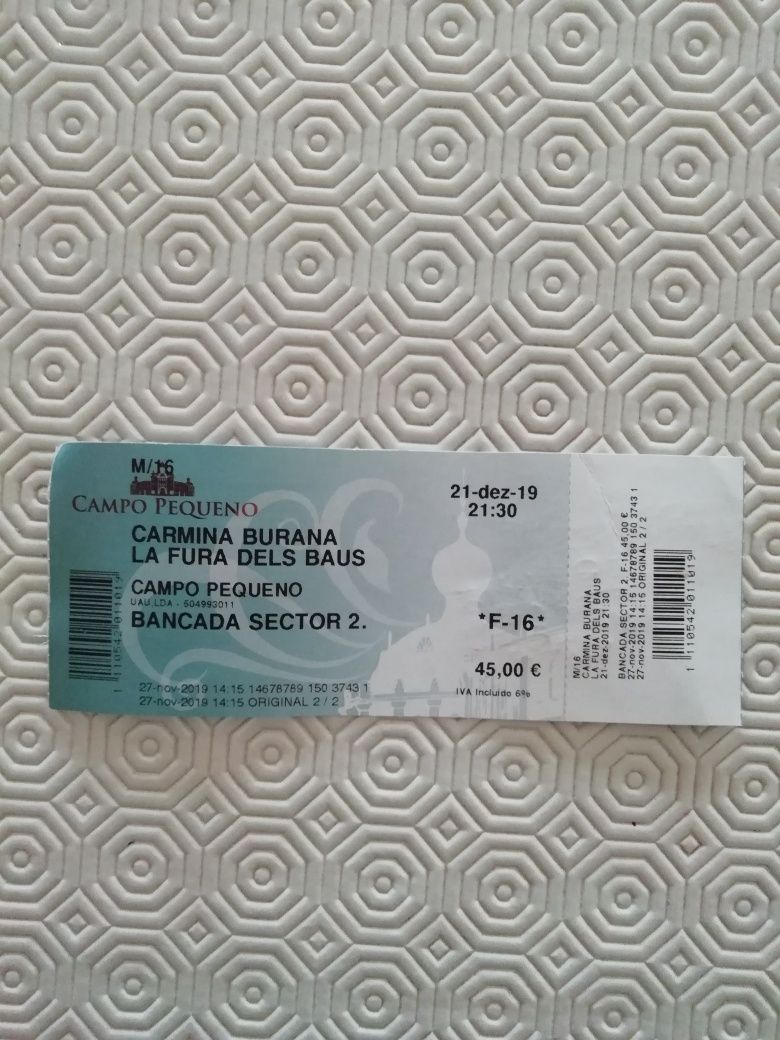 M/16
CAMPO PEQUENO
21-dez-19
21:30
CARMINA BURANA
LA FURA DELS BAUS
CAMPO PEQUENO
UAU,LDA - 504993011
BANCADA SECTOR 2.
*F-16*
45,00 €
IVA Incluido 6%
27-nov-2019 14:15 14678789 150 3743 1
27-nov-2019 14:15 ORIGINAL 2 / 2
1110542011019
M/16
CARMINA BURANA
LA FURA DELS BAUS
21-dez-2019 21:30
BANCADA SECTOR 2. F-16 45,00 €
27-nov-2019 14:15 14678789 150 3743 1
27-nov-2019 14:15 ORIGINAL 2 / 2
1110542011019